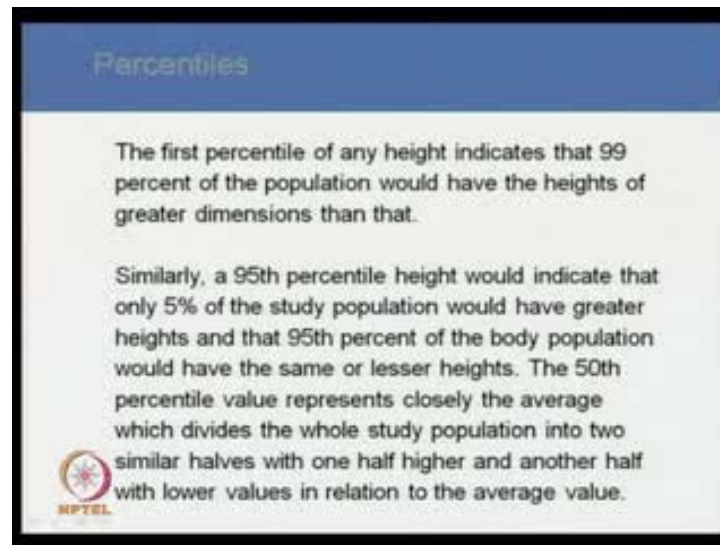 Percentiles
The first percentile of any height indicates that 99
percent of the population would have the heights of
greater dimensions than that.
Similarly, a 95th percentile height would indicate that
only 5% of the study population would have greater
heights and that 95th percent of the body population
would have the same or lesser heights. The 50th
percentile value represents closely the average
which divides the whole study population into two
similar halves with one half higher and another half
with lower values in relation to the average value.
NPTEL